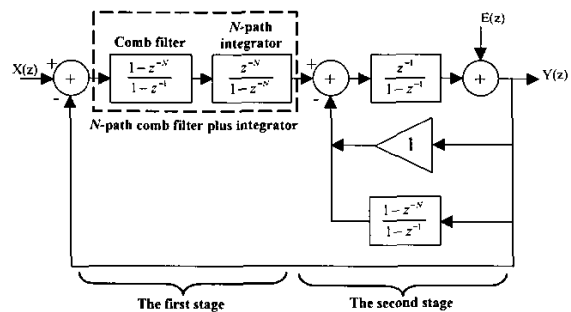 E(z)
N-path
integrator
Comb filter
X(z)
+
+
1-z^{-N}
1-z^{-1}
z^{-N}
1-z^{-N}
+
+
z^{-1}
1-z^{-1}
+
Y(z)
-
-
N-path comb filter plus integrator
1
1-z^{-N}
1-z^{-1}
The first stage
The second stage